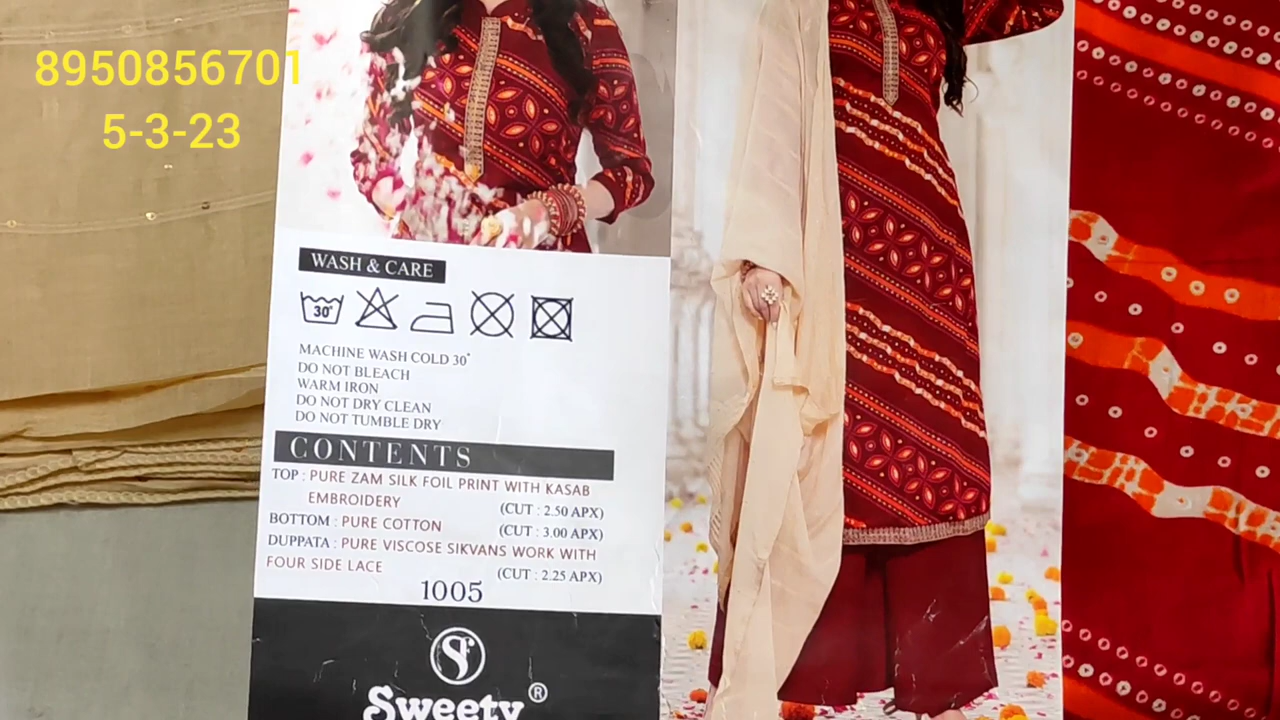 8950856701
5-3-23
WASH & CARE
30°
MACHINE WASH COLD 30°
DO NOT BLEACH
WARM IRON
DO NOT DRY CLEAN
DO NOT TUMBLE DRY
CONTENTS
TOP : PURE ZAM SILK FOIL PRINT WITH KASAB
EMBROIDERY (CUT : 2.50 APX)
BOTTOM : PURE COTTON (CUT : 3.00 APX)
DUPPATA : PURE VISCOSE SIKVANS WORK WITH
FOUR SIDE LACE (CUT : 2.25 APX)
1005
Sweety®